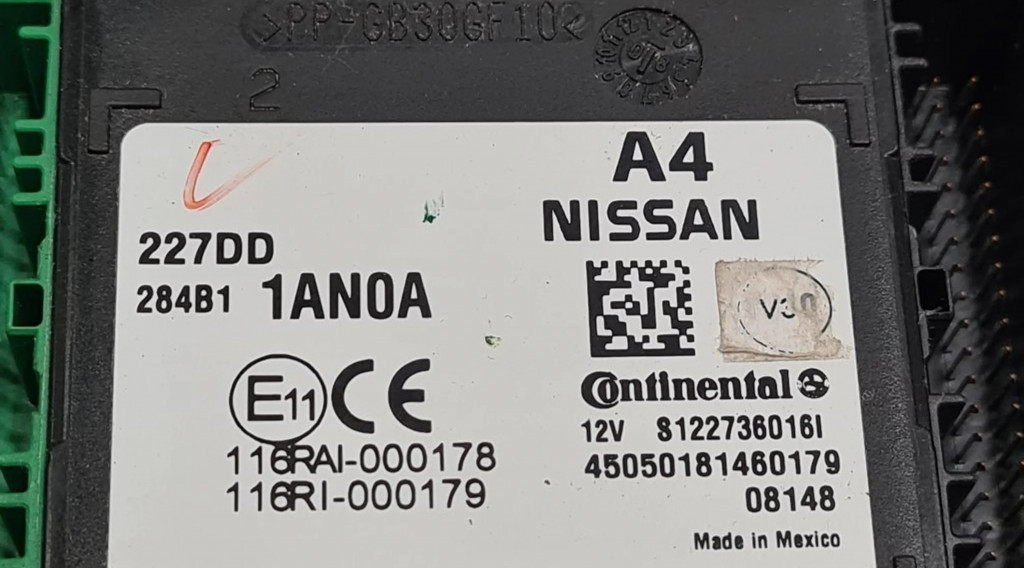 >PP-GB30GF10<
2
A4
NISSAN
227DD
284B1 1AN0A
V30
E11 CE
Continental
12V S122736016I
116RAI-000178
45050181460179
116RI-000179
08148
Made in Mexico